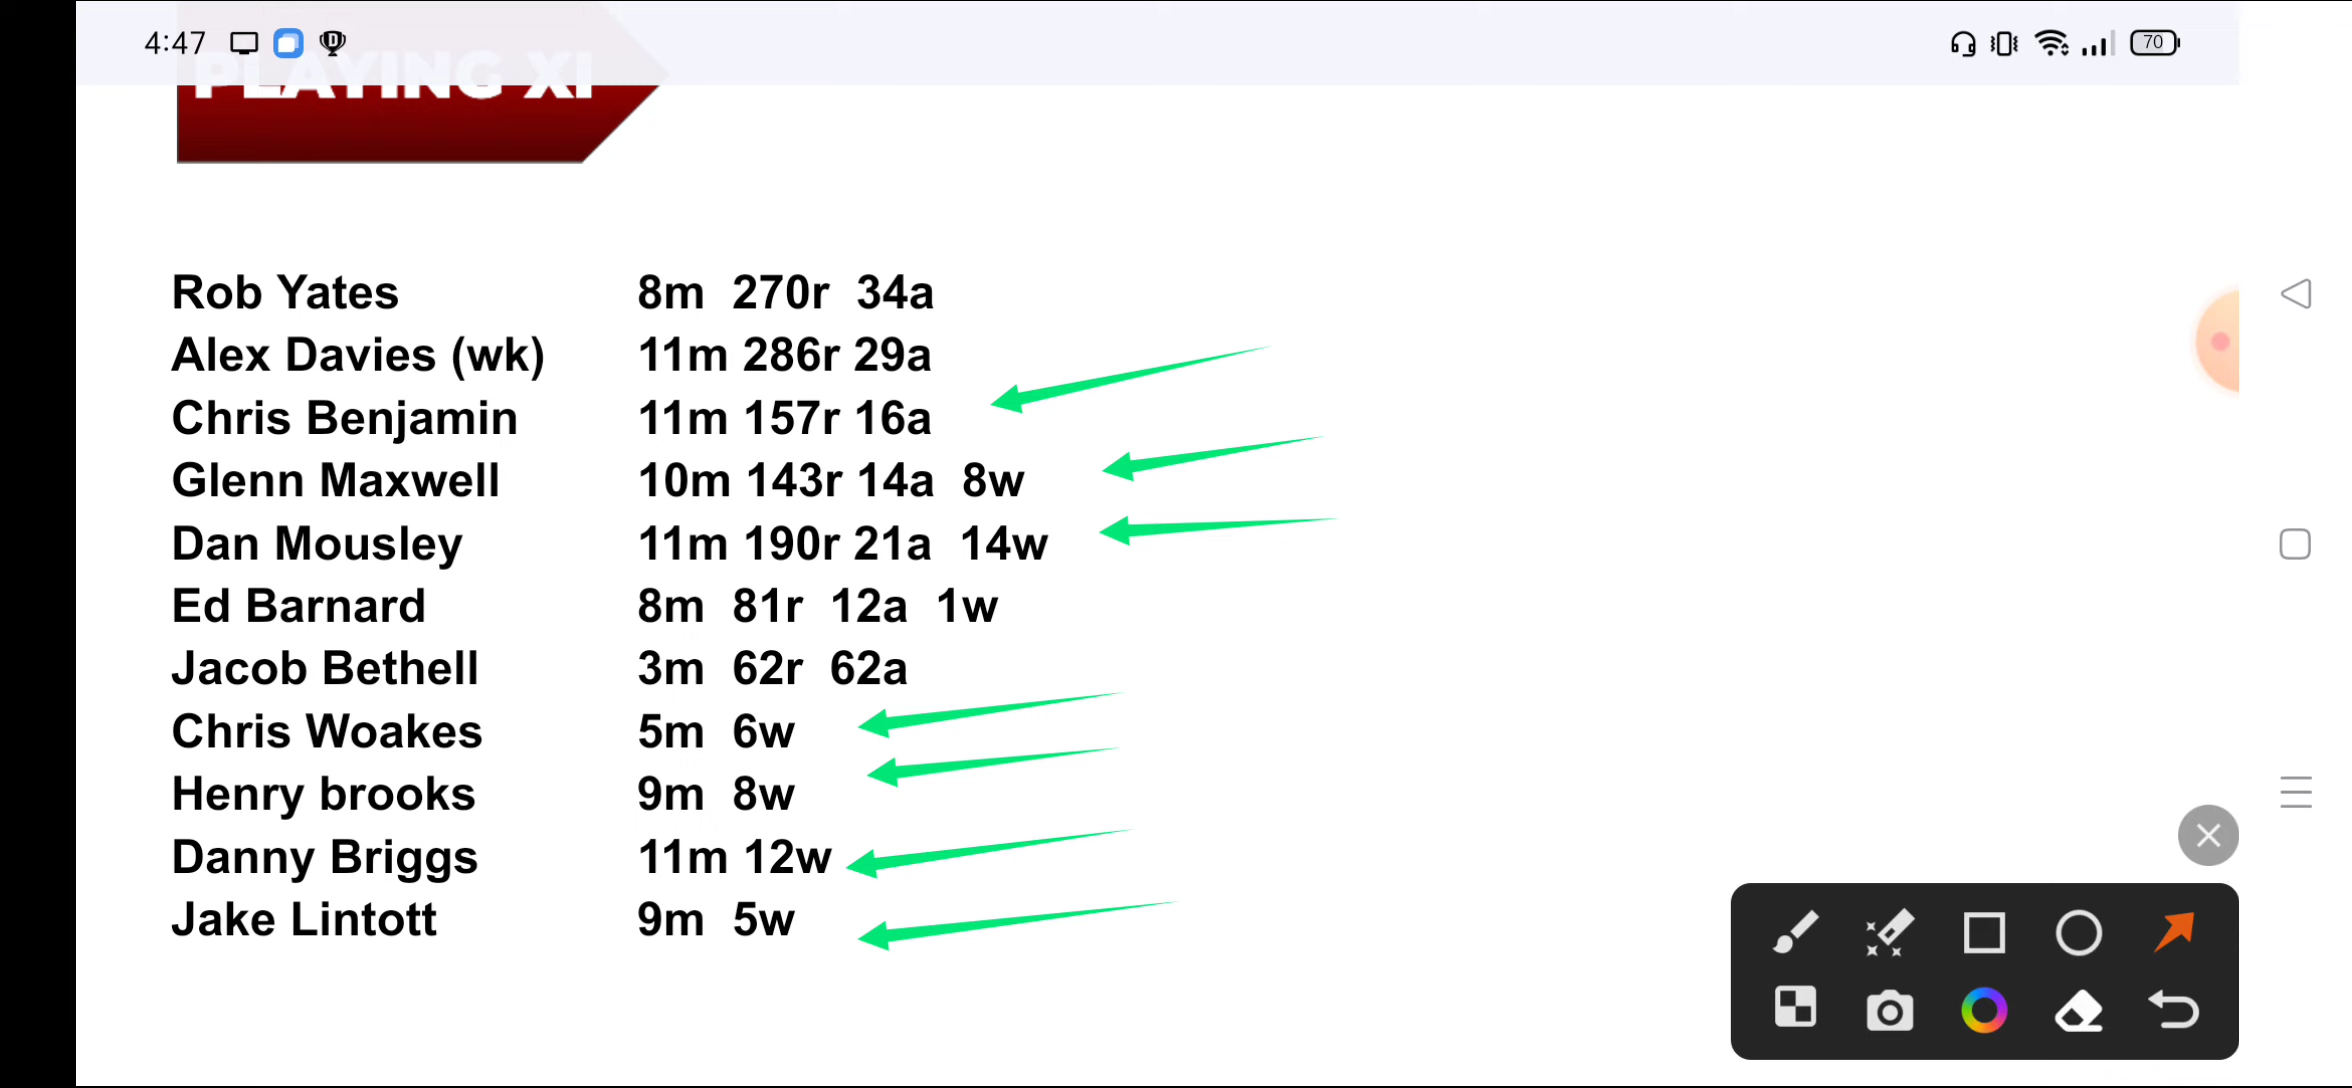 4:47
70
PLAYING XI
Rob Yates 8m 270r 34a
Alex Davies (wk) 11m 286r 29a
Chris Benjamin 11m 157r 16a
Glenn Maxwell 10m 143r 14a 8w
Dan Mousley 11m 190r 21a 14w
Ed Barnard 8m 81r 12a 1w
Jacob Bethell 3m 62r 62a
Chris Woakes 5m 6w
Henry brooks 9m 8w
Danny Briggs 11m 12w
Jake Lintott 9m 5w